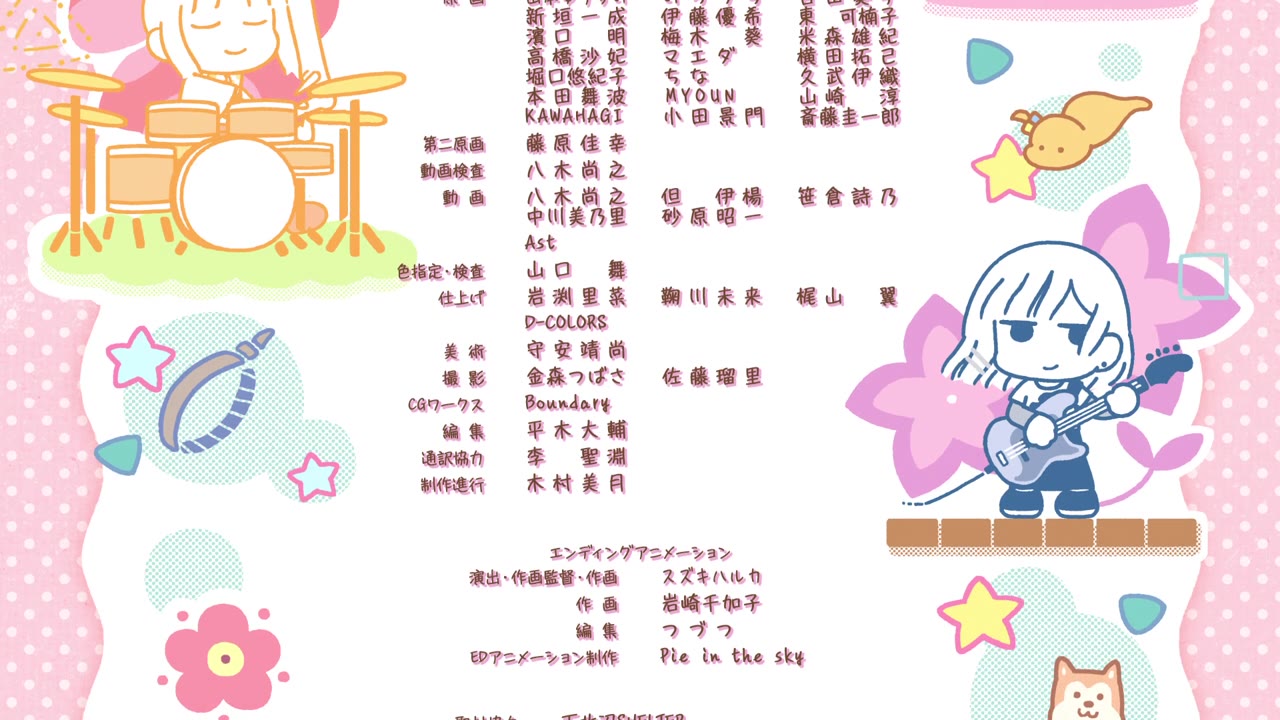 新垣一成 伊藤優希 東 可楠子
濱口 明 梅木 葵 米森雄紀
高橋沙妃 マエダ 横田拓己
堀口悠紀子 ちな 久武伊織
本田舞波 MYOUN 山崎 淳
KAWAHAGI 小田景門 斎藤圭一郎
第二原画 藤原佳幸
動画検査 八木尚之
動画 八木尚之 但 伊楊 笹倉詩乃
中川美乃里 砂原昭一
Ast
色指定・検査 山口 舞
仕上げ 岩渕里菜 鞠川未来 梶山 翼
D-COLORS
美術 守安靖尚
撮影 金森つばさ 佐藤瑠里
CGワークス Boundary
編集 平木大輔
通訳協力 李 聖淵
制作進行 木村美月
エンディングアニメーション
演出・作画監督・作画 スズキハルカ
作画 岩崎千加子
編集 つづつ
EDアニメーション制作 Pie in the sky